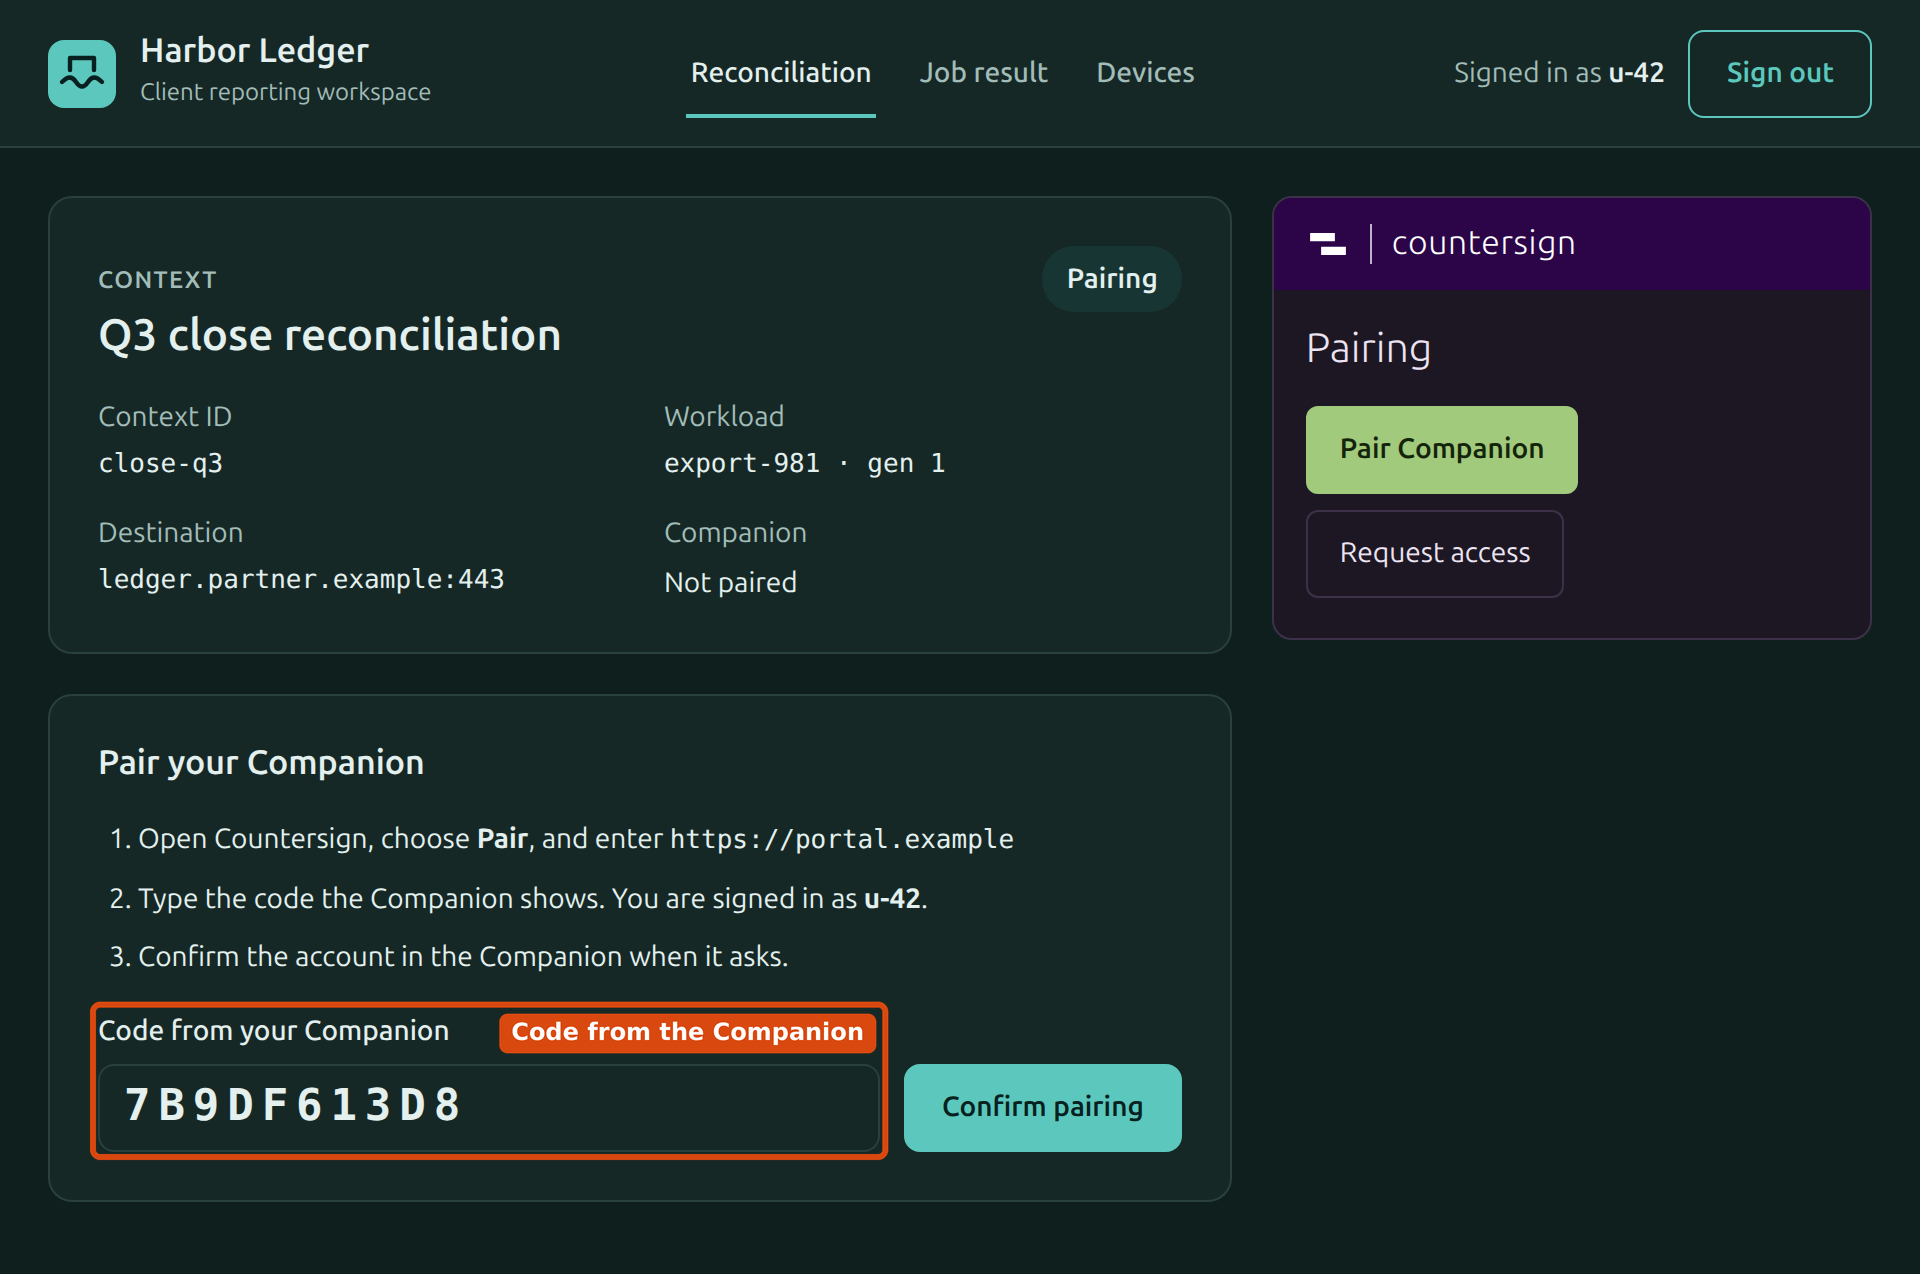 Harbor Ledger
Client reporting workspace
Reconciliation
Job result
Devices
Signed in as u-42
Sign out
CONTEXT
Pairing
Q3 close reconciliation
Context ID
close-q3
Workload
export-981 · gen 1
Destination
ledger.partner.example:443
Companion
Not paired
countersign
Pairing
Pair Companion
Request access
Pair your Companion
1. Open Countersign, choose Pair, and enter https://portal.example
2. Type the code the Companion shows. You are signed in as u-42.
3. Confirm the account in the Companion when it asks.
Code from your Companion
Code from the Companion
7B9DF613D8
Confirm pairing